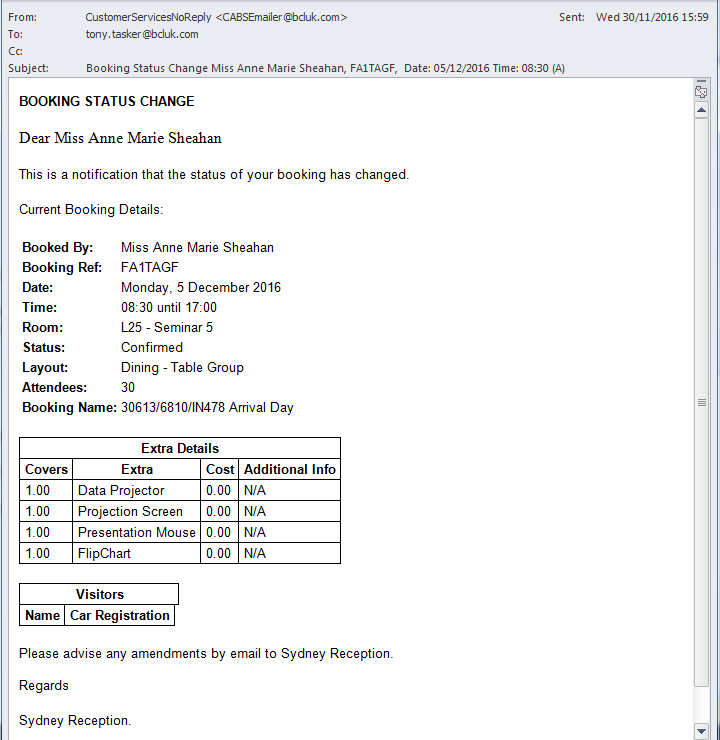 From: CustomerServicesNoReply <CABSEmailer@bcluk.com> Sent: Wed 30/11/2016 15:59
To: tony.tasker@bcluk.com
Cc:
Subject: Booking Status Change Miss Anne Marie Sheahan, FA1TAGF, Date: 05/12/2016 Time: 08:30 (A)
BOOKING STATUS CHANGE
Dear Miss Anne Marie Sheahan
This is a notification that the status of your booking has changed.
Current Booking Details:
Booked By: Miss Anne Marie Sheahan
Booking Ref: FA1TAGF
Date: Monday, 5 December 2016
Time: 08:30 until 17:00
Room: L25 - Seminar 5
Status: Confirmed
Layout: Dining - Table Group
Attendees: 30
Booking Name: 30613/6810/IN478 Arrival Day
Extra Details
Covers Extra Cost Additional Info
1.00 Data Projector 0.00 N/A
1.00 Projection Screen 0.00 N/A
1.00 Presentation Mouse 0.00 N/A
1.00 FlipChart 0.00 N/A
Visitors
Name Car Registration
Please advise any amendments by email to Sydney Reception.
Regards
Sydney Reception.